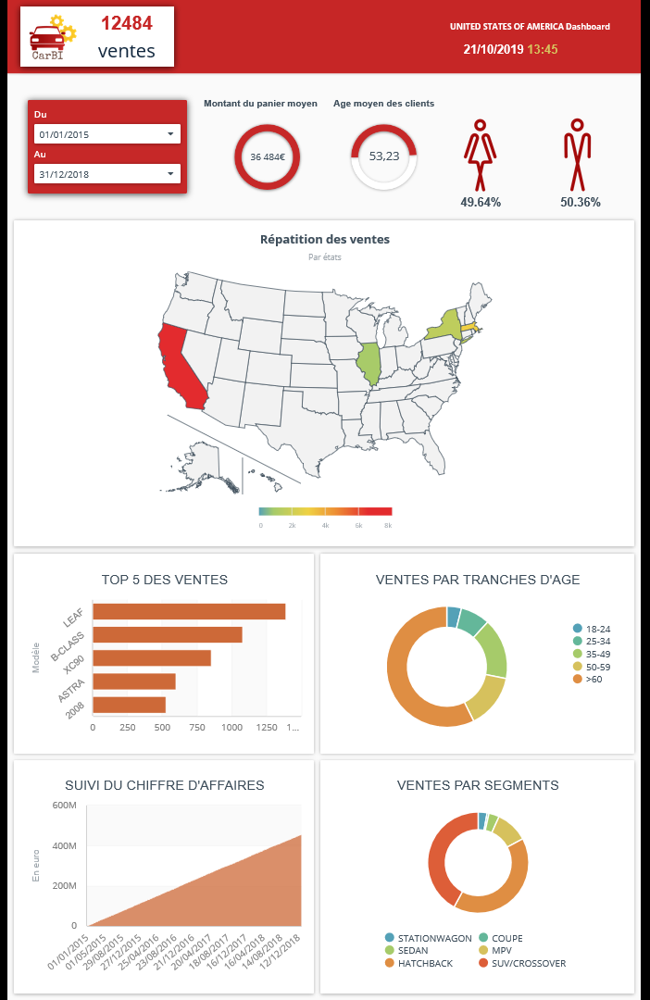 12484
ventes
CarBI
UNITED STATES OF AMERICA Dashboard
21/10/2019 13:45
Du
01/01/2015
Au
31/12/2018
Montant du panier moyen
36 484€
Age moyen des clients
53,23
49.64%
50.36%
Répatition des ventes
Par états
0 2k 4k 6k 8k
TOP 5 DES VENTES
Modèle
LEAF
B-CLASS
XC90
ASTRA
2008
0 250 500 750 1000 1250 1...
VENTES PAR TRANCHES D'AGE
18-24
25-34
35-49
50-59
>60
SUIVI DU CHIFFRE D'AFFAIRES
En euro
600M
400M
200M
0
01/01/2015
01/05/2015
29/08/2015
27/12/2015
25/04/2016
23/08/2016
21/12/2016
20/04/2017
18/08/2017
16/12/2017
16/04/2018
14/08/2018
12/12/2018
VENTES PAR SEGMENTS
STATIONWAGON COUPE
SEDAN MPV
HATCHBACK SUV/CROSSOVER